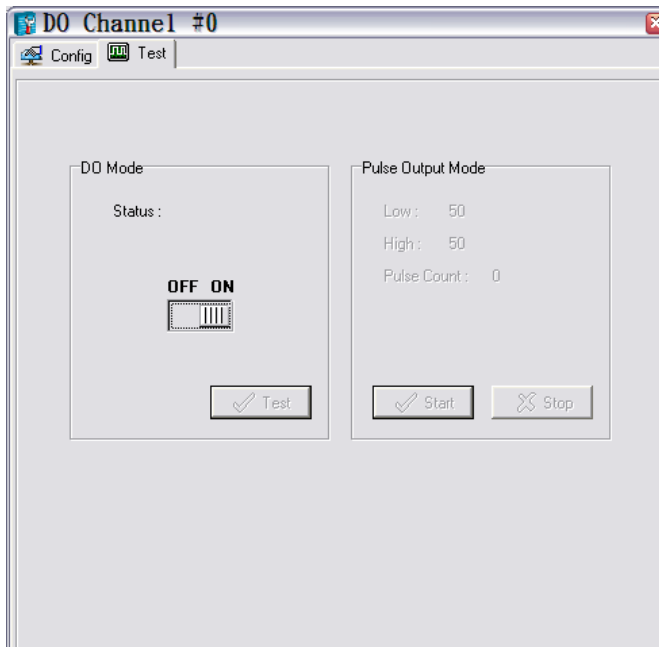 DO Channel #0
Config Test
DO Mode
Status :
OFF ON
Test
Pulse Output Mode
Low : 50
High : 50
Pulse Count : 0
Start Stop